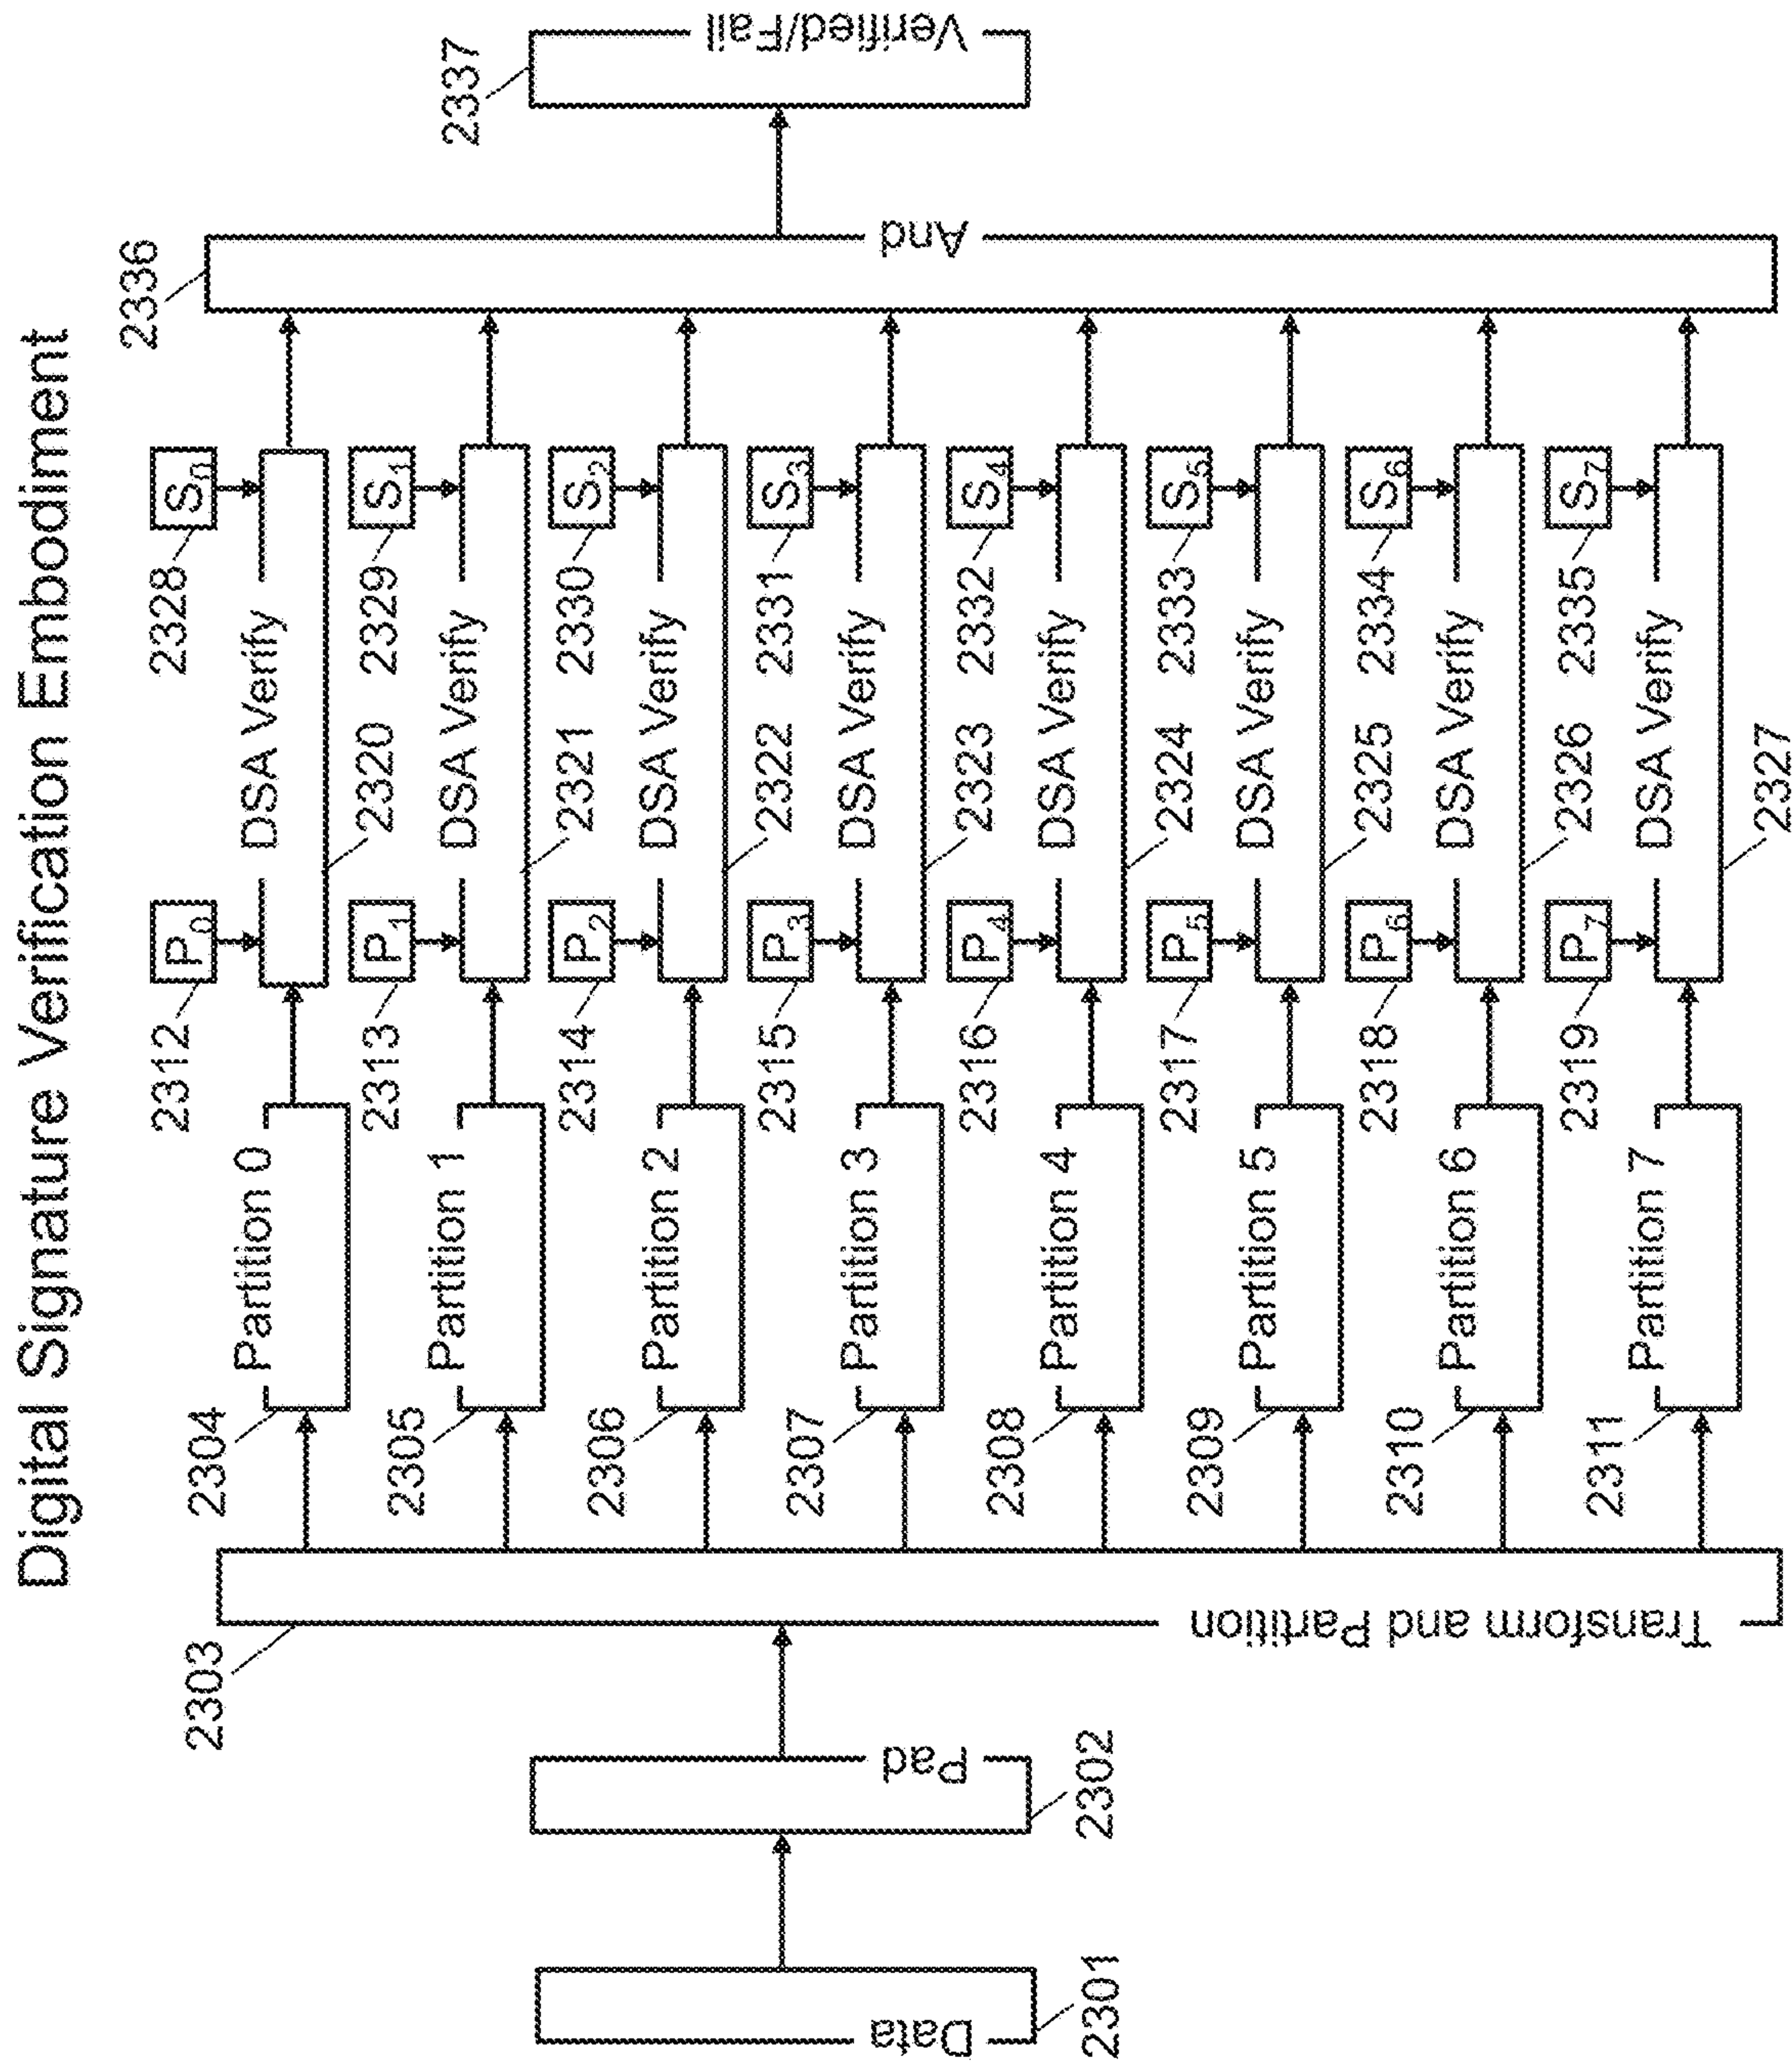 Digital Signature Verification Embodiment
2301
Data
2302
Pad
2303
Transform and Partition
2304
Partition 0
2305
Partition 1
2306
Partition 2
2307
Partition 3
2308
Partition 4
2309
Partition 5
2310
Partition 6
2311
Partition 7
2312
P0
2328
S0
DSA Verify
2320
2313
P1
2329
S1
DSA Verify
2321
2314
P2
2330
S2
DSA Verify
2322
2315
P3
2331
S3
DSA Verify
2323
2316
P4
2332
S4
DSA Verify
2324
2317
P5
2333
S5
DSA Verify
2325
2318
P6
2334
S6
DSA Verify
2326
2319
P7
2335
S7
DSA Verify
2327
2336
And
2337
Verified/Fail